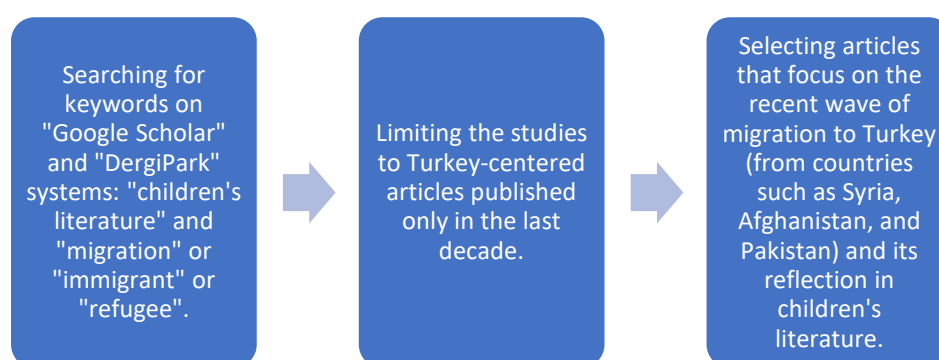 Searching for
keywords on
"Google Scholar"
and "DergiPark"
systems: "children's
literature" and
"migration" or
"immigrant" or
"refugee".
Limiting the studies
to Turkey-centered
articles published
only in the last
decade.
Selecting articles
that focus on the
recent wave of
migration to Turkey
(from countries
such as Syria,
Afghanistan, and
Pakistan) and its
reflection in
children's
literature.